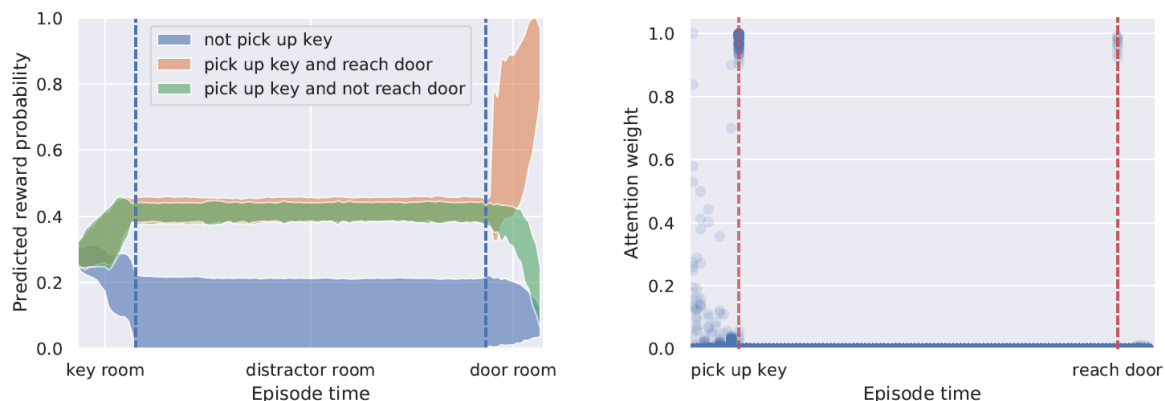 Predicted reward probability
1.0
0.8
0.6
0.4
0.2
0.0
not pick up key
pick up key and reach door
pick up key and not reach door
key room
distractor room
door room
Episode time
Attention weight
1.0
0.8
0.6
0.4
0.2
0.0
pick up key
reach door
Episode time